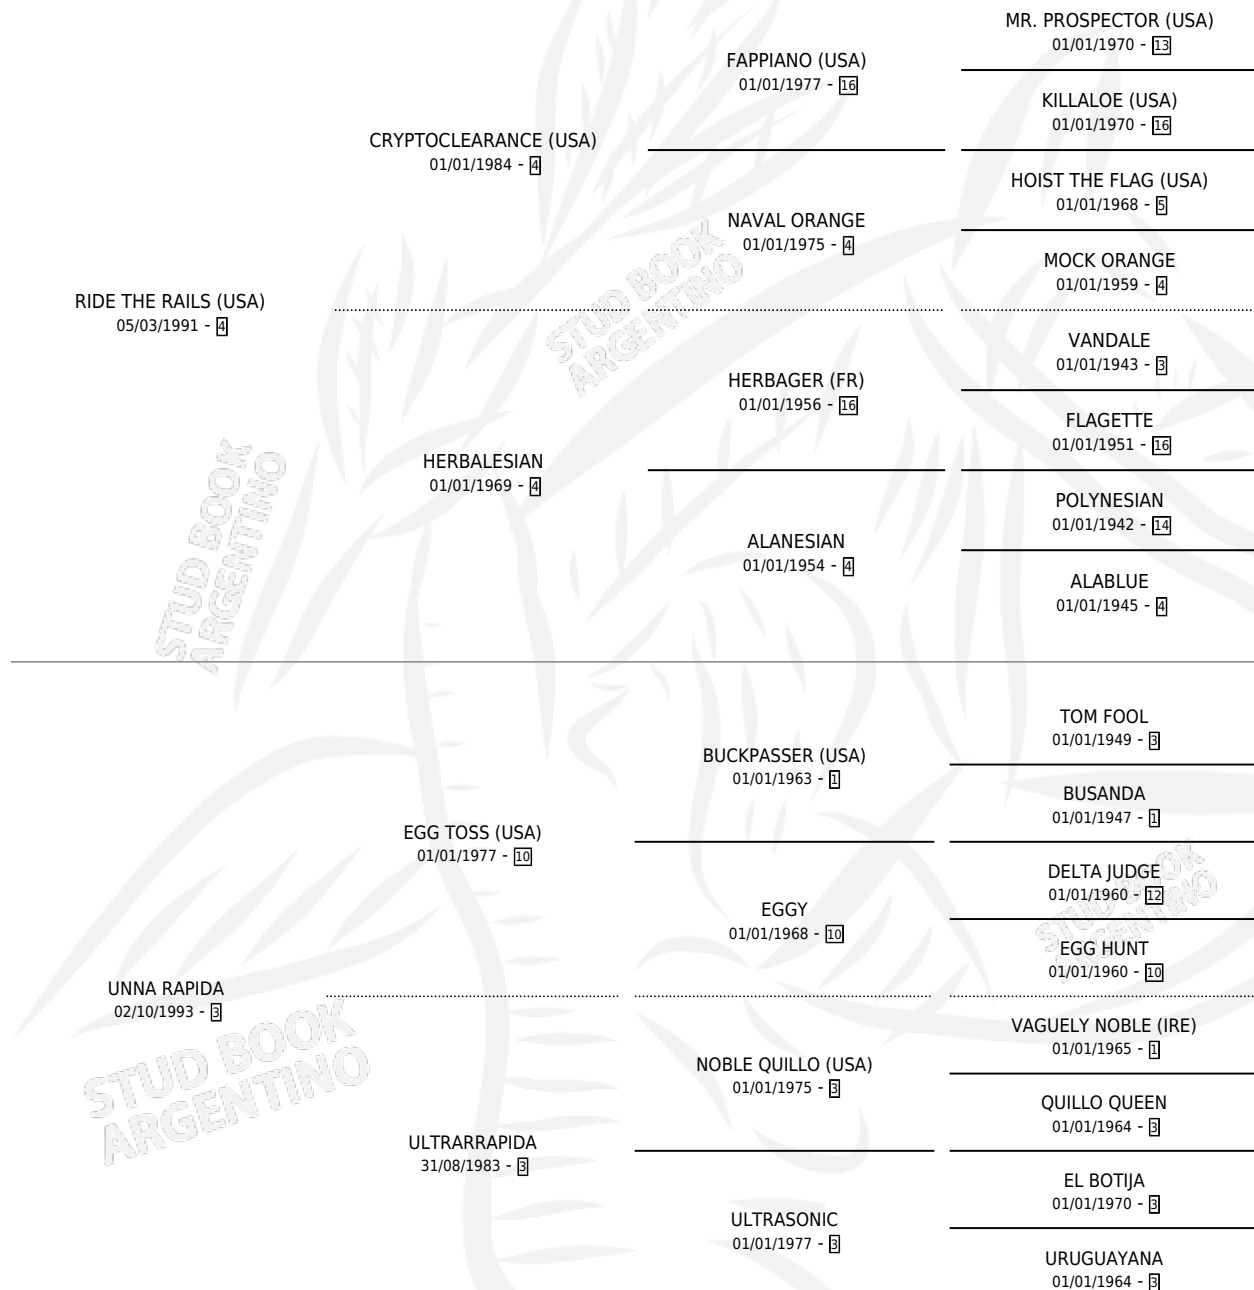 MR. PROSPECTOR (USA)
01/01/1970 - 13
FAPPIANO (USA)
01/01/1977 - 16
KILLALOE (USA)
01/01/1970 - 16
CRYPTOCLEARANCE (USA)
01/01/1984 - 4
HOIST THE FLAG (USA)
01/01/1968 - 5
NAVAL ORANGE
01/01/1975 - 4
MOCK ORANGE
01/01/1959 - 4
RIDE THE RAILS (USA)
05/03/1991 - 4
STUD BOOK
ARGENTINO
VANDALE
01/01/1943 - 3
HERBAGER (FR)
01/01/1956 - 16
FLAGETTE
01/01/1951 - 16
HERBALESIAN
01/01/1969 - 4
POLYNESIAN
01/01/1942 - 14
ALANESIAN
01/01/1954 - 4
ALABLUE
01/01/1945 - 4
STUD BOOK
ARGENTINO
TOM FOOL
01/01/1949 - 3
BUCKPASSER (USA)
01/01/1963 - 1
BUSANDA
01/01/1947 - 1
EGG TOSS (USA)
01/01/1977 - 10
DELTA JUDGE
01/01/1960 - 12
EGGY
01/01/1968 - 10
STUD BOOK
ARGENTINO
EGG HUNT
01/01/1960 - 10
UNNA RAPIDA
02/10/1993 - 3
STUD BOOK
ARGENTINO
VAGUELY NOBLE (IRE)
01/01/1965 - 1
NOBLE QUILLO (USA)
01/01/1975 - 3
QUILLO QUEEN
01/01/1964 - 3
ULTRARRAPIDA
31/08/1983 - 3
EL BOTIJA
01/01/1970 - 3
ULTRASONIC
01/01/1977 - 3
URUGUAYANA
01/01/1964 - 3